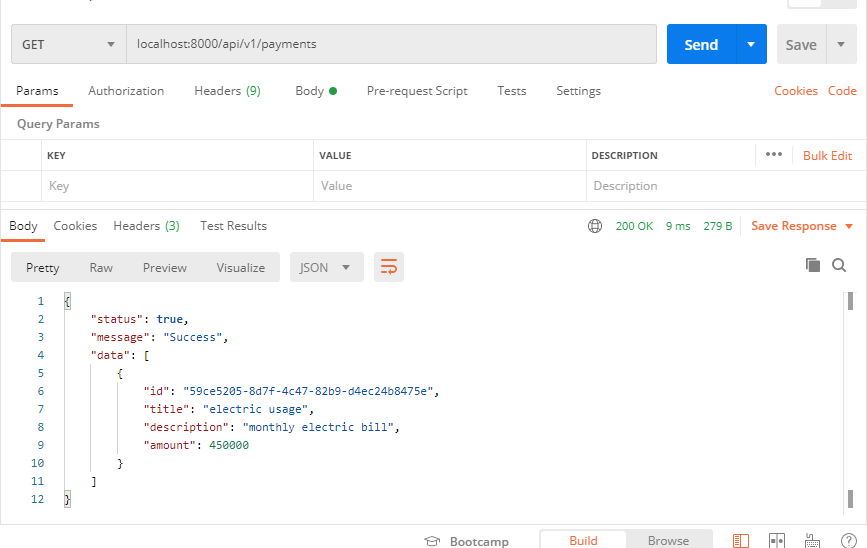 GET localhost:8000/api/v1/payments Send Save
Params Authorization Headers (9) Body Pre-request Script Tests Settings Cookies Code
Query Params
KEY VALUE DESCRIPTION ••• Bulk Edit
Key Value Description
Body Cookies Headers (3) Test Results 200 OK 9 ms 279 B Save Response
Pretty Raw Preview Visualize JSON
1 {
2 "status": true,
3 "message": "Success",
4 "data": [
5 {
6 "id": "59ce5205-8d7f-4c47-82b9-d4ec24b8475e",
7 "title": "electric usage",
8 "description": "monthly electric bill",
9 "amount": 450000
10 }
11 ]
12 }
Bootcamp Build Browse